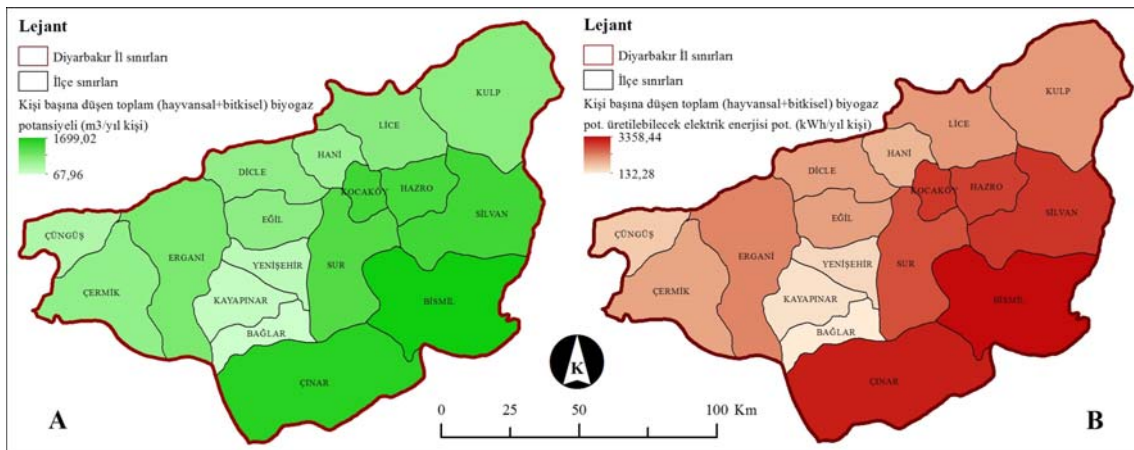 Lejant
Diyarbakır İl sınırları
İlçe sınırları
Kişi başına düşen toplam (hayvansal+bitkisel) biyogaz
potansiyeli (m3/yıl kişi)
1699,02
67,96
KULP
LİCE
HANİ
DİCLE
KOCAKÖY
HAZRO
EĞİL
SİLVAN
ÇÜNGÜŞ
ERGANİ
YENİŞEHİR
SUR
ÇERMİK
KAYAPINAR
BİSMİL
BAĞLAR
ÇINAR
A
K
0 25 50 100 Km
Lejant
Diyarbakır İl sınırları
İlçe sınırları
Kişi başına düşen toplam (hayvansal+bitkisel) biyogaz
pot. üretilebilecek elektrik enerjisi pot. (kWh/yıl kişi)
3358,44
132,28
KULP
LİCE
HANİ
DİCLE
KOCAKÖY
HAZRO
EĞİL
SİLVAN
ÇÜNGÜŞ
ERGANİ
YENİŞEHİR
SUR
ÇERMİK
KAYAPINAR
BİSMİL
BAĞLAR
ÇINAR
B